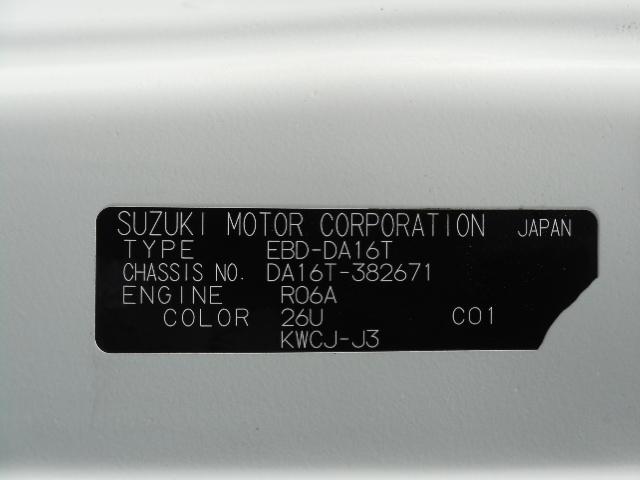 SUZUKI MOTOR CORPORATION JAPAN
TYPE EBD-DA16T
CHASSIS NO. DA16T-382671
ENGINE R06A
COLOR 26U C01
KWCJ-J3